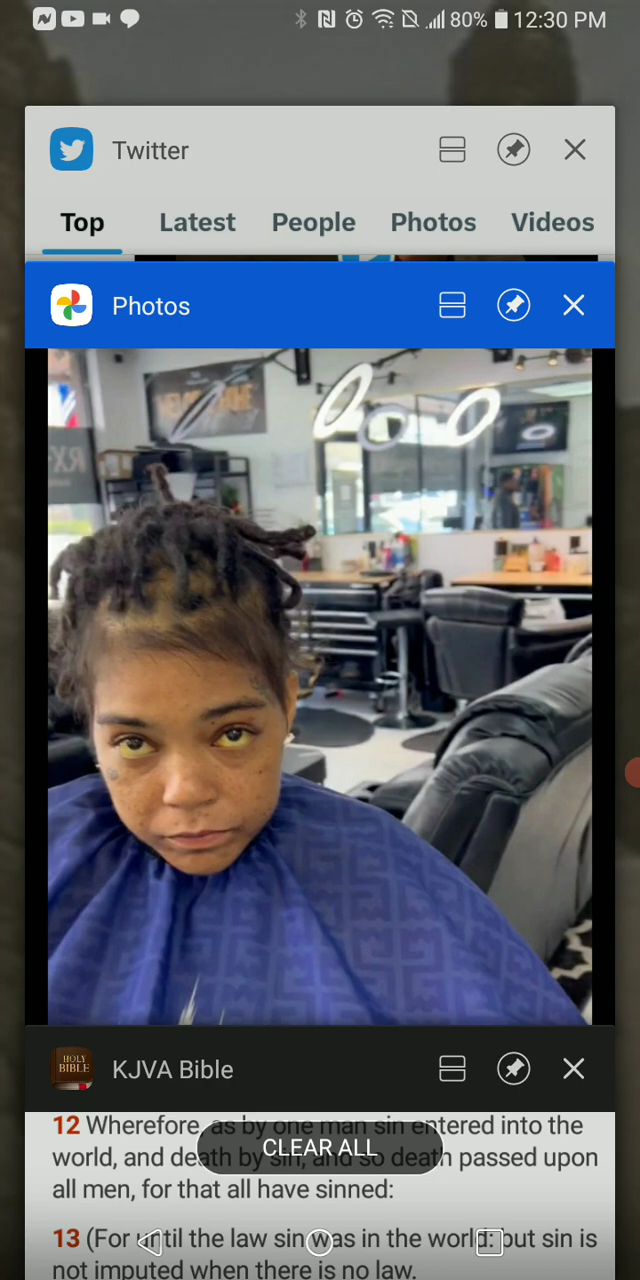 80% 12:30 PM
Twitter
Top Latest People Photos Videos
Photos
HOLY
BIBLE
KJVA Bible
12 Wherefore, as by one man sin entered into the
world, and death by sin, and so death passed upon
all men, for that all have sinned:
CLEAR ALL
13 (For until the law sin was in the world: but sin is
not imputed when there is no law.